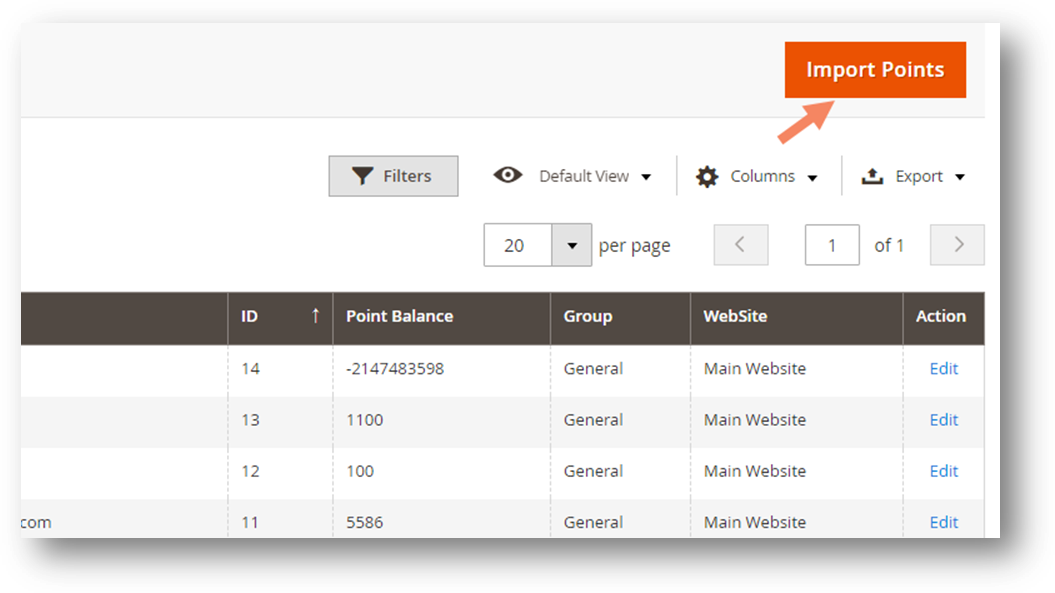 Import Points
Filters Default View Columns Export
20 per page 1 of 1
ID ↑ Point Balance Group WebSite Action
14 -2147483598 General Main Website Edit
13 1100 General Main Website Edit
12 100 General Main Website Edit
.com 11 5586 General Main Website Edit